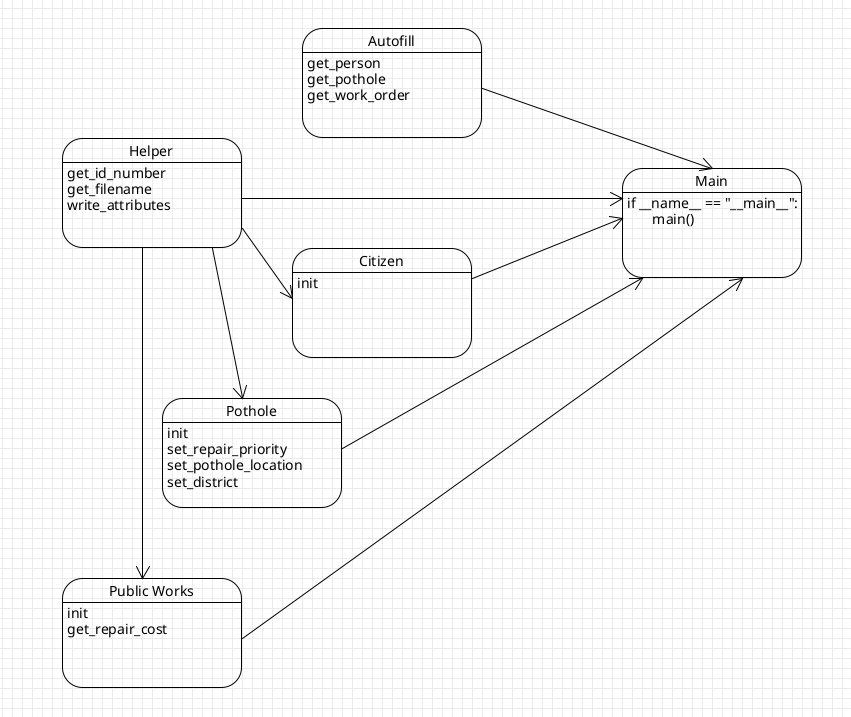 Autofill
get_person
get_pothole
get_work_order
Helper
get_id_number
get_filename
write_attributes
Main
if __name__ == "__main__":
main()
Citizen
init
Pothole
init
set_repair_priority
set_pothole_location
set_district
Public Works
init
get_repair_cost